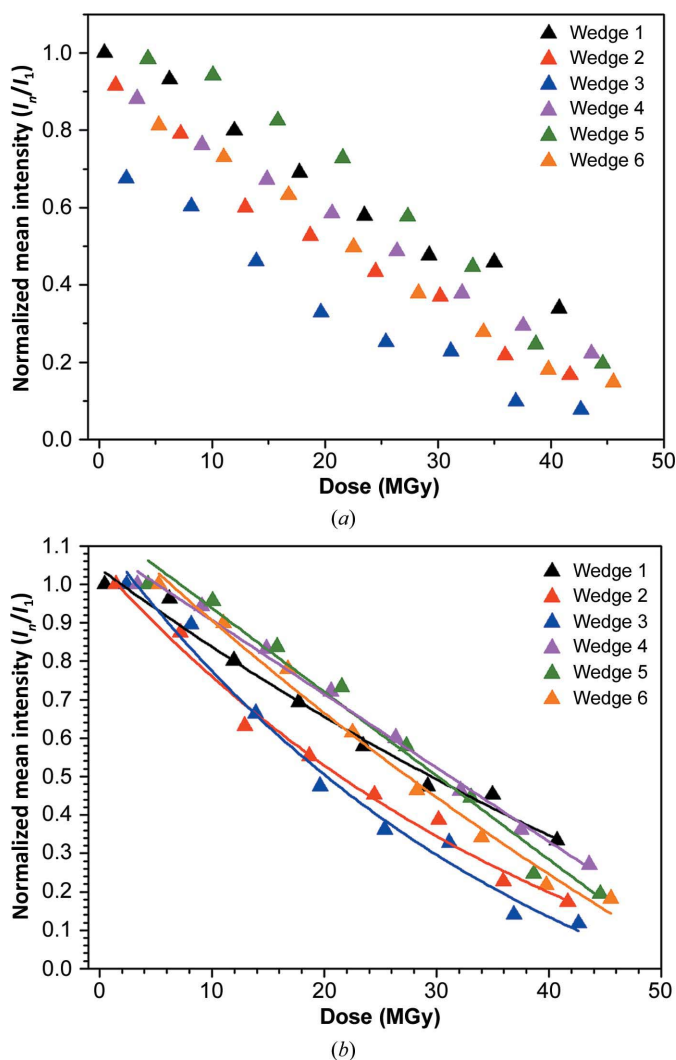 1.0
0.8
0.6
0.4
0.2
0.0
Normalized mean intensity (Iₙ/I₁)
Wedge 1
Wedge 2
Wedge 3
Wedge 4
Wedge 5
Wedge 6
0 10 20 30 40 50
Dose (MGy)
(a)
1.1
1.0
0.9
0.8
0.7
0.6
0.5
0.4
0.3
0.2
0.1
0.0
Normalized mean intensity (Iₙ/I₁)
Wedge 1
Wedge 2
Wedge 3
Wedge 4
Wedge 5
Wedge 6
0 10 20 30 40 50
Dose (MGy)
(b)